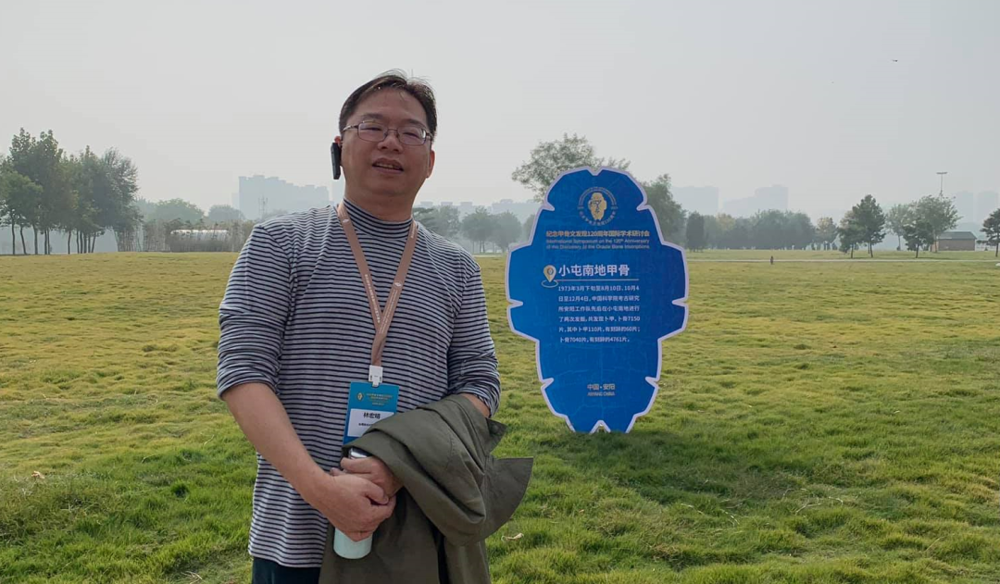 纪念甲骨文发现120周年国际学术研讨会
International Symposium on the 120th Anniversary
of the Discovery of the Oracle Bone Inscriptions
小屯南地甲骨
1973年3月下旬至8月10日、10月4
日至12月4日，中国科学院考古研究
所安阳工作队先后在小屯南地进行
了两次发掘，共发现卜甲、卜骨7150
片，其中卜甲110片，有刻辞的60片；
卜骨7040片，有刻辞的4761片。
中国·安阳
ANYANG CHINA
林宏明